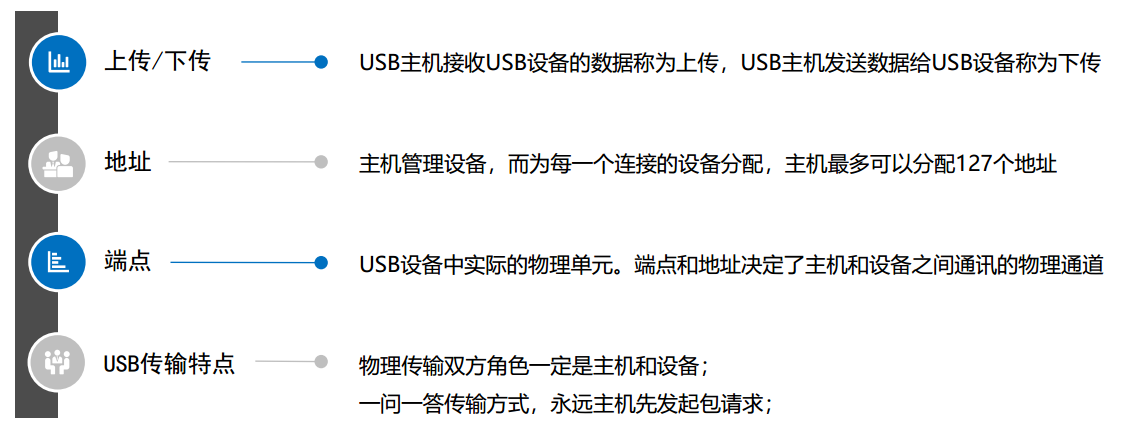 上传/下传
USB主机接收USB设备的数据称为上传，USB主机发送数据给USB设备称为下传
地址
主机管理设备，而为每一个连接的设备分配，主机最多可以分配127个地址
端点
USB设备中实际的物理单元。端点和地址决定了主机和设备之间通讯的物理通道
USB传输特点
物理传输双方角色一定是主机和设备；
一问一答传输方式，永远主机先发起包请求；